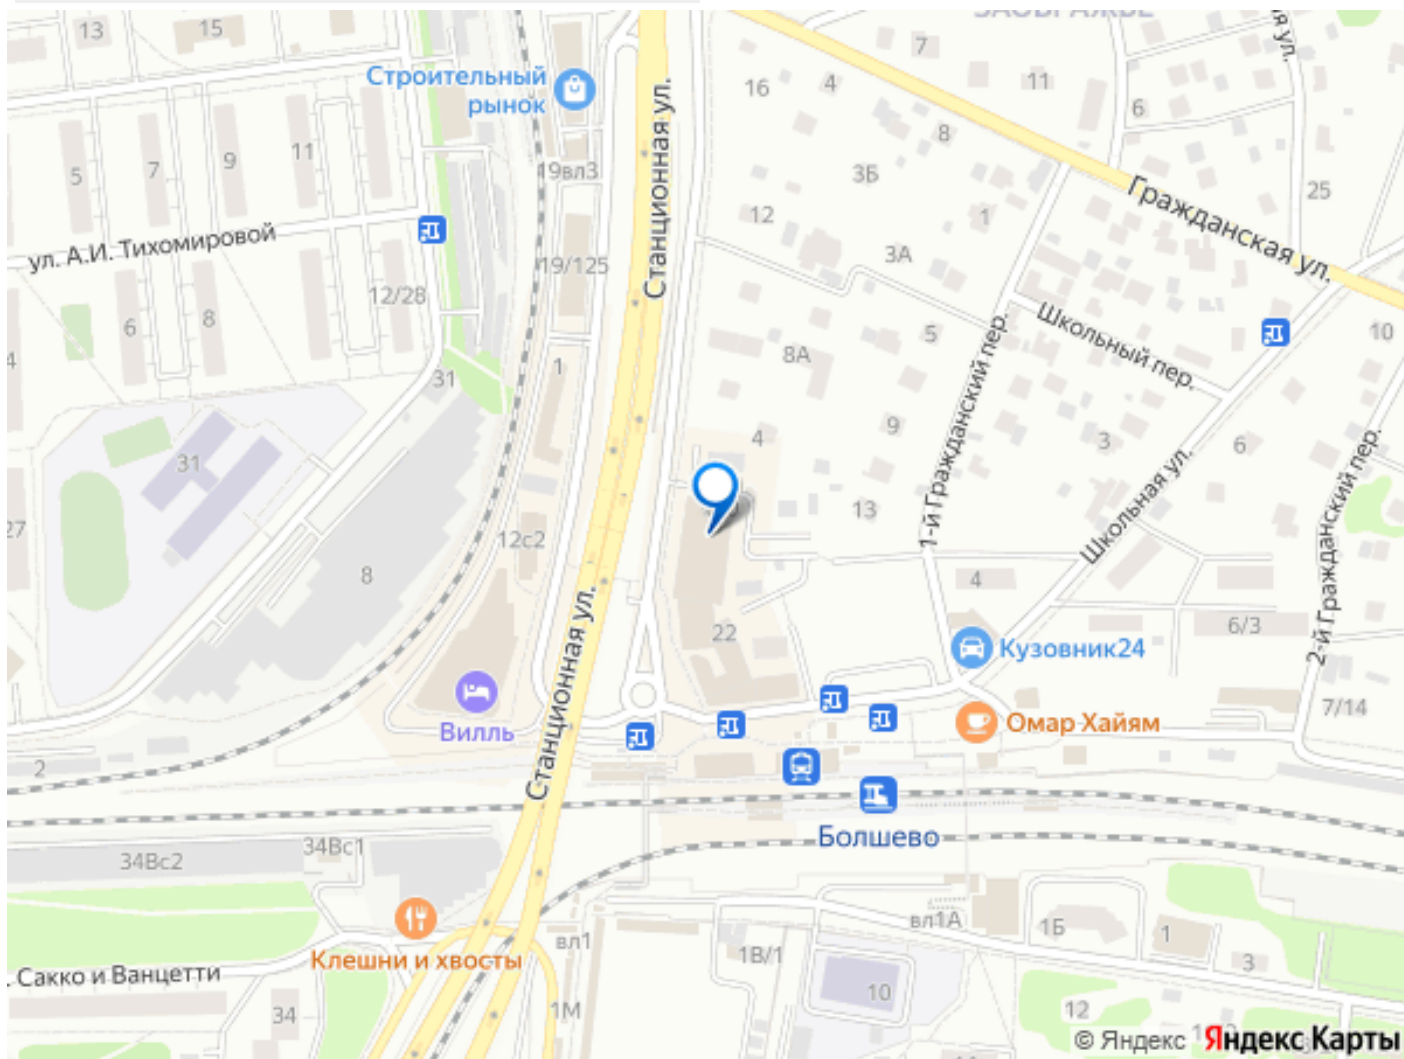 13
15
7
16
4
11
6
8
Строительный
рынок
Станционная ул.
19вл3
3Б
25
5
7
9
11
Гражданская ул.
12
1
ул. А.И. Тихомировой
3А
19/125
12/28
6
8
Школьный пер.
5
10
8А
1
31
1-й Гражданский пер.
4
9
3
6
31
Школьная ул.
2-й Гражданский пер.
13
27
12с2
8
4
22
6/3
Кузовник24
Станционная ул.
7/14
Вилль
Омар Хайям
2
Болшево
34Вс1
34Вс2
вл1А
1Б
1
вл1
1В/1
Клешни и хвосты
Сакко и Ванцетти
3
10
34
1М
12
© Яндекс Яндекс Карты